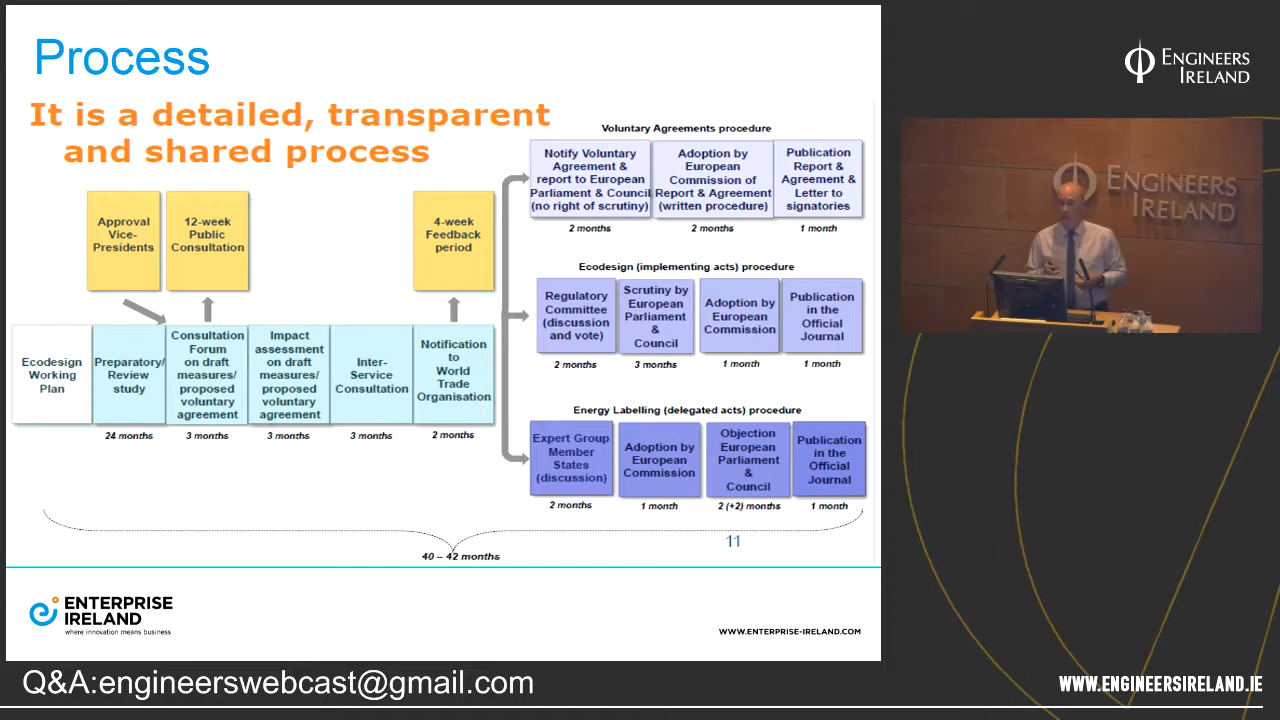 Process
It is a detailed, transparent
and shared process
Approval
Vice-
Presidents
12-week
Public
Consultation
4-week
Feedback
period
Ecodesign
Working
Plan
Preparatory/
Review
study
24 months
Consultation
Forum
on draft
measures/
proposed
voluntary
agreement
3 months
Impact
assessment
on draft
measures/
proposed
voluntary
agreement
3 months
Inter-
Service
Consultation
3 months
Notification
to
World
Trade
Organisation
2 months
Voluntary Agreements procedure
Notify Voluntary
Agreement &
report to European
Parliament & Council
(no right of scrutiny)
2 months
Adoption by
European
Commission of
Report & Agreement
(written procedure)
2 months
Publication
Report &
Agreement &
Letter to
signatories
1 month
Ecodesign (implementing acts) procedure
Regulatory
Committee
(discussion
and vote)
2 months
Scrutiny by
European
Parliament
&
Council
3 months
Adoption by
European
Commission
1 month
Publication
in the
Official
Journal
1 month
Energy Labelling (delegated acts) procedure
Expert Group
Member
States
(discussion)
2 months
Adoption by
European
Commission
1 month
Objection
European
Parliament
&
Council
2 (+2) months
Publication
in the
Official
Journal
1 month
40 – 42 months
11
ENTERPRISE
IRELAND
where innovation means business
WWW.ENTERPRISE-IRELAND.COM
ENGINEERS
IRELAND
ENGINEERS
IRELAND
Q&A:engineerswebcast@gmail.com
WWW.ENGINEERSIRELAND.IE